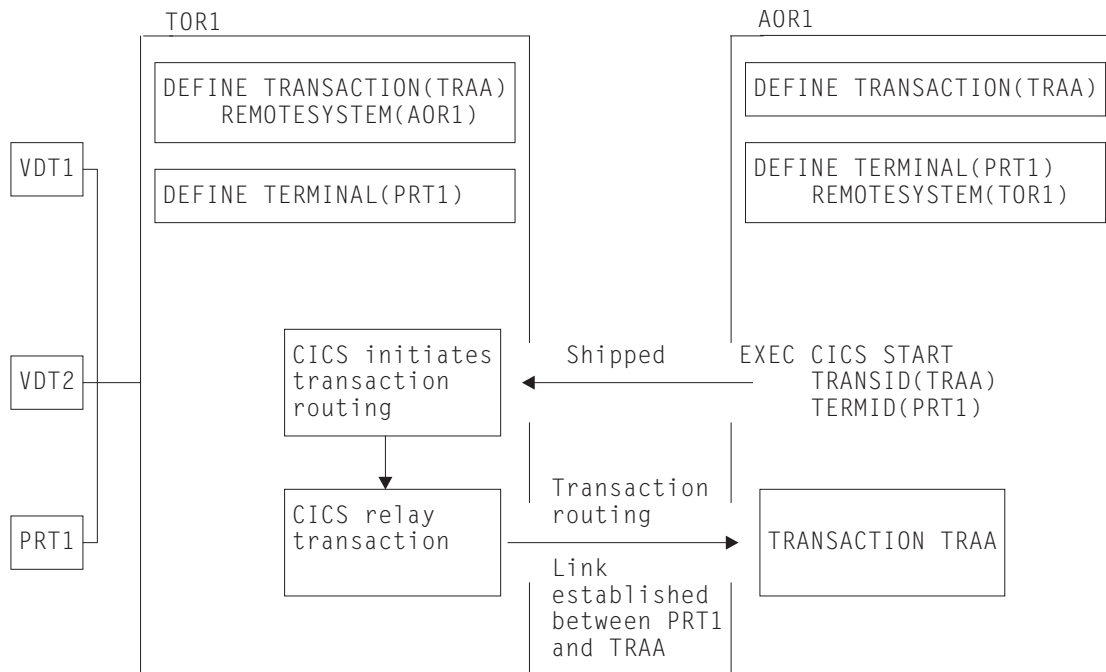 TOR1
AOR1
DEFINE TRANSACTION(TRAA)
REMOTESYSTEM(AOR1)
DEFINE TRANSACTION(TRAA)
VDT1
DEFINE TERMINAL(PRT1)
DEFINE TERMINAL(PRT1)
REMOTESYSTEM(TOR1)
VDT2
CICS initiates
transaction
routing
Shipped
EXEC CICS START
TRANSID(TRAA)
TERMID(PRT1)
PRT1
CICS relay
transaction
Transaction
routing
Link
established
between PRT1
and TRAA
TRANSACTION TRAA